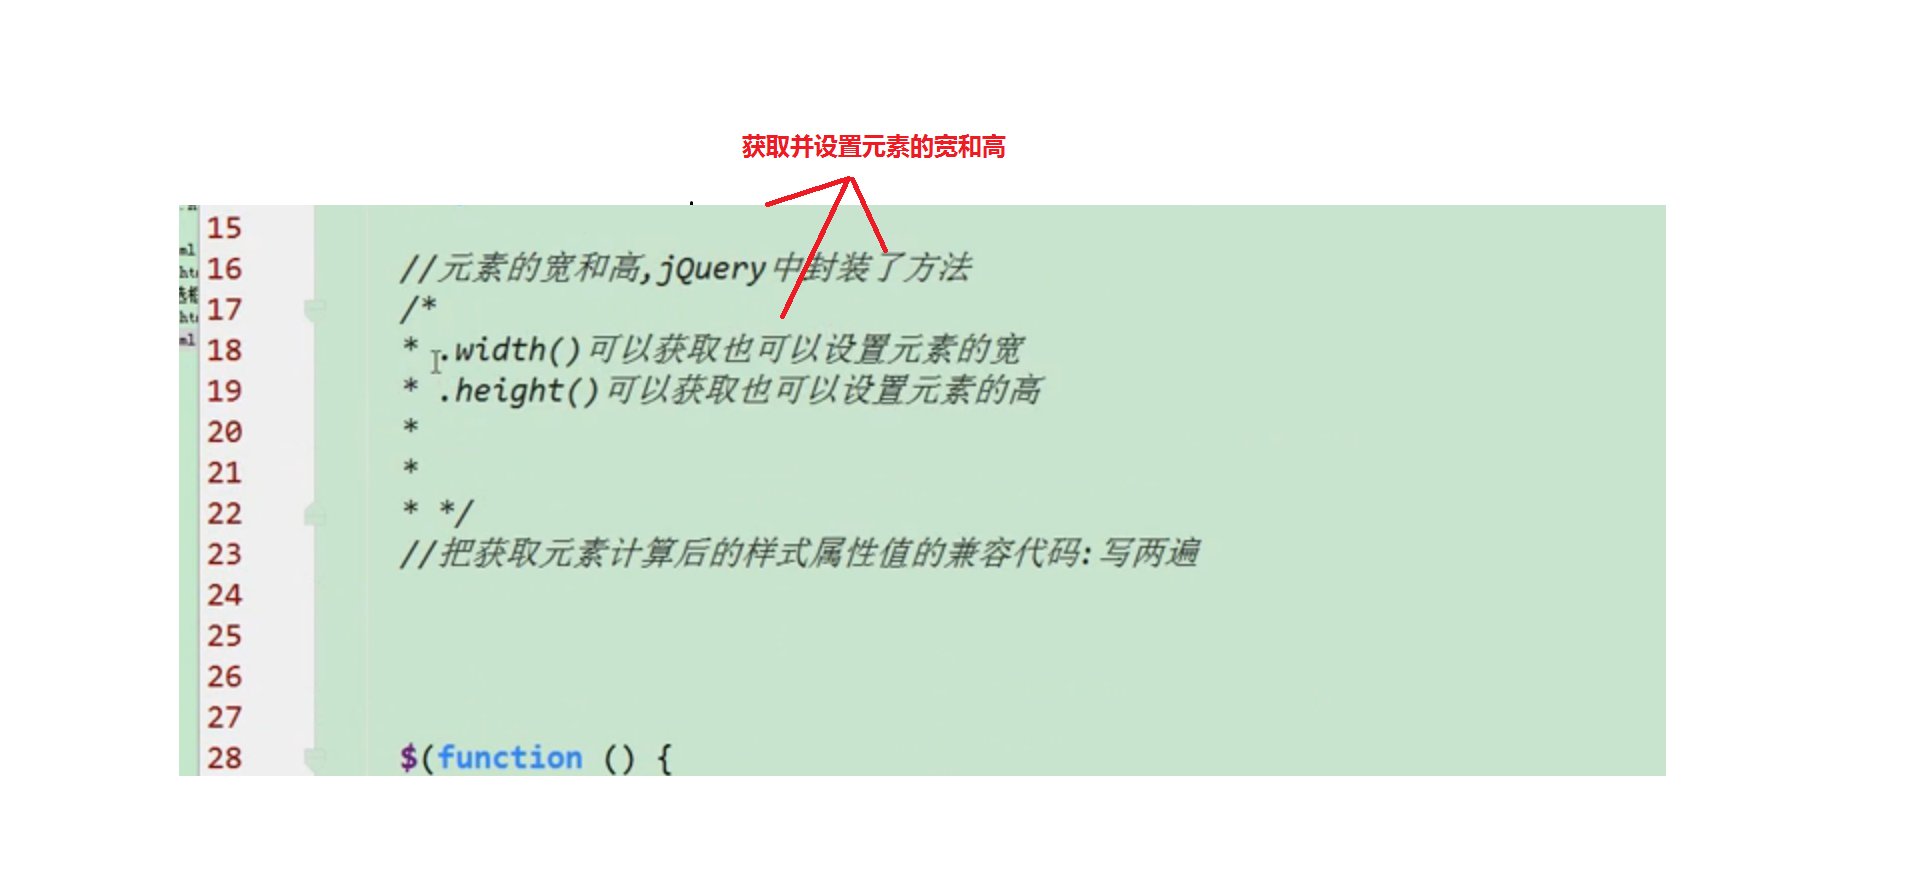 获取并设置元素的宽和高
15
16 //元素的宽和高,jQuery中封装了方法
17 /*
18 * .width()可以获取也可以设置元素的宽
19 * .height()可以获取也可以设置元素的高
20 *
21 *
22 * */
23 //把获取元素计算后的样式属性值的兼容代码:写两遍
24
25
26
27
28 $(function () {